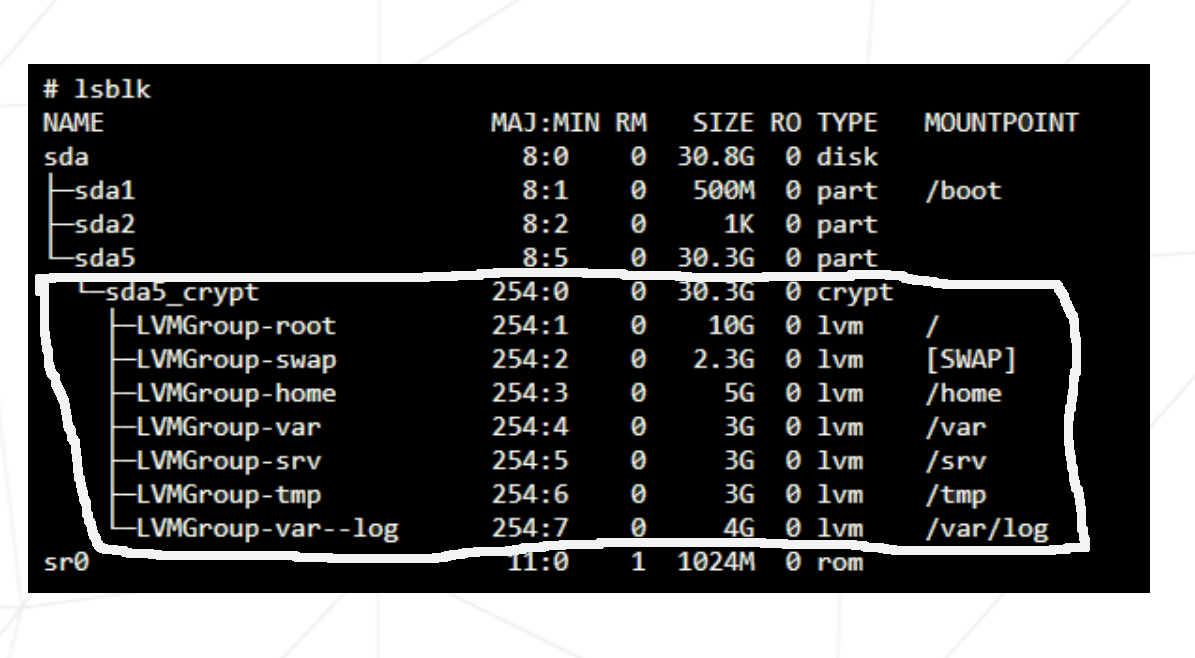 # lsblk
NAME MAJ:MIN RM SIZE RO TYPE MOUNTPOINT
sda 8:0 0 30.8G 0 disk
├─sda1 8:1 0 500M 0 part /boot
├─sda2 8:2 0 1K 0 part
└─sda5 8:5 0 30.3G 0 part
└─sda5_crypt 254:0 0 30.3G 0 crypt
├─LVMGroup-root 254:1 0 10G 0 lvm /
├─LVMGroup-swap 254:2 0 2.3G 0 lvm [SWAP]
├─LVMGroup-home 254:3 0 5G 0 lvm /home
├─LVMGroup-var 254:4 0 3G 0 lvm /var
├─LVMGroup-srv 254:5 0 3G 0 lvm /srv
├─LVMGroup-tmp 254:6 0 3G 0 lvm /tmp
└─LVMGroup-var--log 254:7 0 4G 0 lvm /var/log
sr0 11:0 1 1024M 0 rom